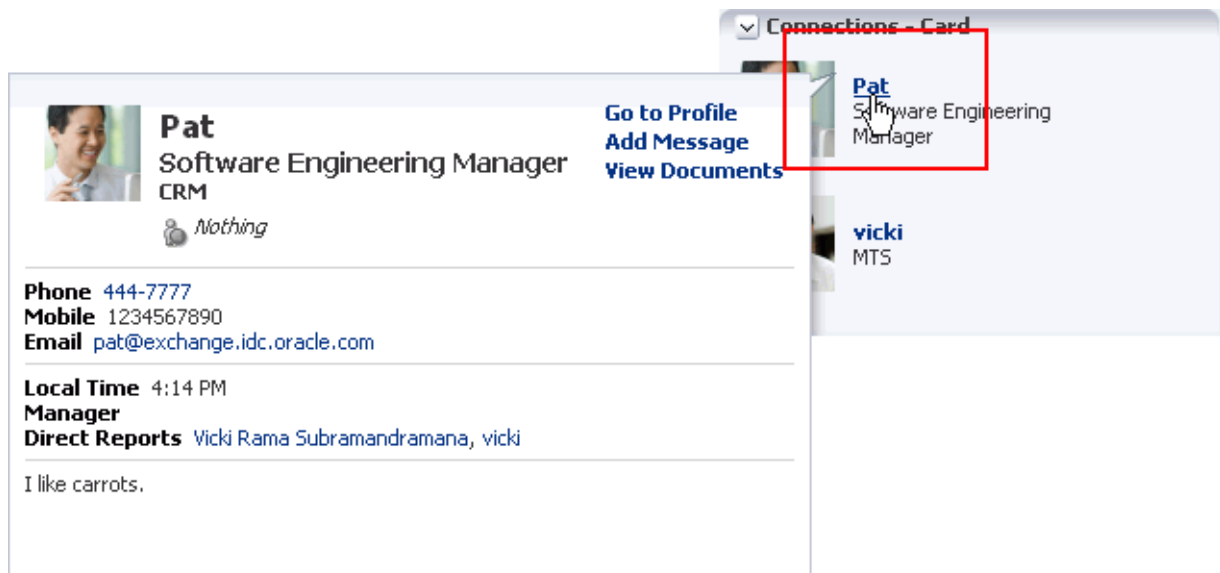 Connections - Card
Pat
Software Engineering
Manager
vicki
MTS
Pat
Software Engineering Manager
CRM
Nothing
Go to Profile
Add Message
View Documents
Phone 444-7777
Mobile 1234567890
Email pat@exchange.idc.oracle.com
Local Time 4:14 PM
Manager
Direct Reports Vicki Rama Subramandramana, vicki
I like carrots.